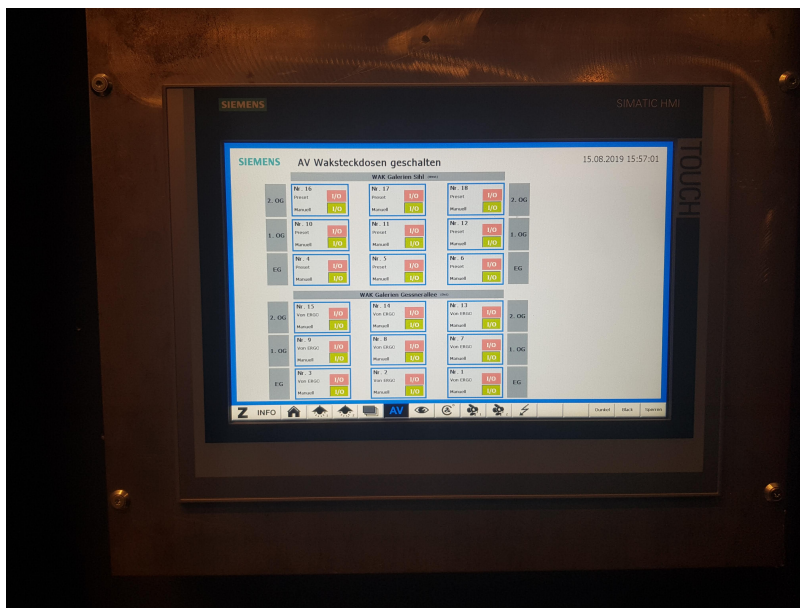 SIEMENS
SIMATIC HMI
TOUCH
SIEMENS AV Waksteckdosen geschalten 15.08.2019 15:57:01
WAK Galerien Sihl
2. OG Nr. 16 Nr. 17 Nr. 18 2. OG
Preset I/O Preset I/O Preset I/O
Manuell I/O Manuell I/O Manuell I/O
1. OG Nr. 10 Nr. 11 Nr. 12 1. OG
Preset I/O Preset I/O Preset I/O
Manuell I/O Manuell I/O Manuell I/O
EG Nr. 4 Nr. 5 Nr. 6 EG
Preset I/O Preset I/O Preset I/O
Manuell I/O Manuell I/O Manuell I/O
WAK Galerien Gessnerallee
2. OG Nr. 15 Nr. 14 Nr. 13 2. OG
Von ERGO I/O Von ERGO I/O Von ERGO I/O
Manuell I/O Manuell I/O Manuell I/O
1. OG Nr. 9 Nr. 8 Nr. 7 1. OG
Von ERGO I/O Von ERGO I/O Von ERGO I/O
Manuell I/O Manuell I/O Manuell I/O
EG Nr. 3 Nr. 2 Nr. 1 EG
Von ERGO I/O Von ERGO I/O Von ERGO I/O
Manuell I/O Manuell I/O Manuell I/O
Z INFO AV Dunkel Black Sperren